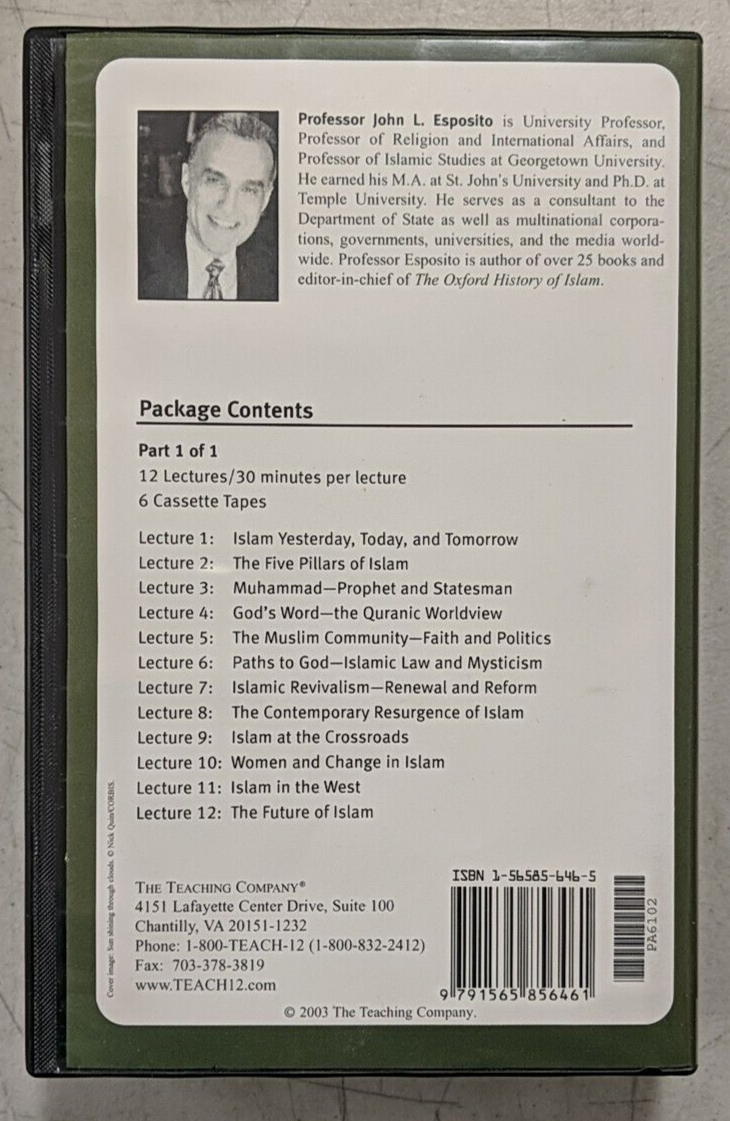 Professor John L. Esposito is University Professor,
Professor of Religion and International Affairs, and
Professor of Islamic Studies at Georgetown University.
He earned his M.A. at St. John's University and Ph.D. at
Temple University. He serves as a consultant to the
Department of State as well as multinational corpora-
tions, governments, universities, and the media world-
wide. Professor Esposito is author of over 25 books and
editor-in-chief of The Oxford History of Islam.
Package Contents
Part 1 of 1
12 Lectures/30 minutes per lecture
6 Cassette Tapes
Lecture 1: Islam Yesterday, Today, and Tomorrow
Lecture 2: The Five Pillars of Islam
Lecture 3: Muhammad—Prophet and Statesman
Lecture 4: God's Word—the Quranic Worldview
Lecture 5: The Muslim Community—Faith and Politics
Lecture 6: Paths to God—Islamic Law and Mysticism
Lecture 7: Islamic Revivalism—Renewal and Reform
Lecture 8: The Contemporary Resurgence of Islam
Lecture 9: Islam at the Crossroads
Lecture 10: Women and Change in Islam
Lecture 11: Islam in the West
Lecture 12: The Future of Islam
Cover image: Sun shining through clouds. © Nick Quin/CORBIS.
THE TEACHING COMPANY®
4151 Lafayette Center Drive, Suite 100
Chantilly, VA 20151-1232
Phone: 1-800-TEACH-12 (1-800-832-2412)
Fax: 703-378-3819
www.TEACH12.com
ISBN 1-56585-646-5
9 791565 856461
PA6102
© 2003 The Teaching Company.